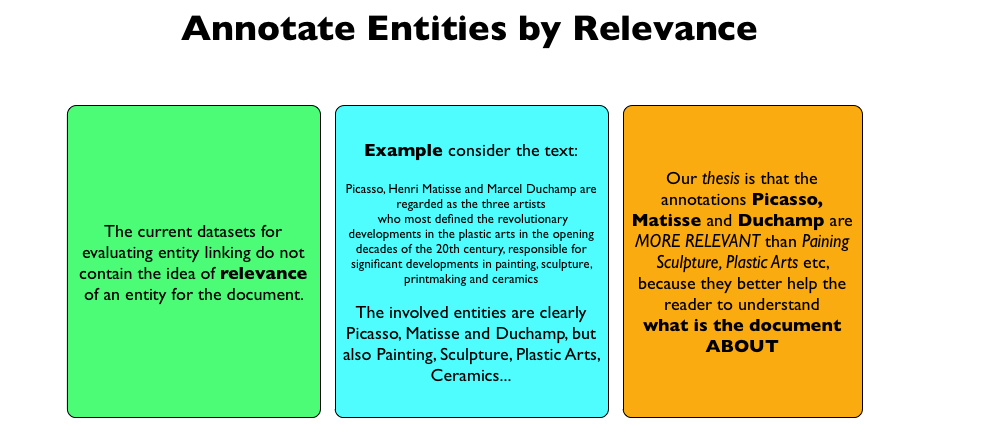 Annotate Entities by Relevance
The current datasets for
evaluating entity linking do not
contain the idea of relevance
of an entity for the document.
Example consider the text:
Picasso, Henri Matisse and Marcel Duchamp are
regarded as the three artists
who most defined the revolutionary
developments in the plastic arts in the opening
decades of the 20th century, responsible for
significant developments in painting, sculpture,
printmaking and ceramics
The involved entities are clearly
Picasso, Matisse and Duchamp, but
also Painting, Sculpture, Plastic Arts,
Ceramics...
Our thesis is that the
annotations Picasso,
Matisse and Duchamp are
MORE RELEVANT than Paining
Sculpture, Plastic Arts etc,
because they better help the
reader to understand
what is the document
ABOUT